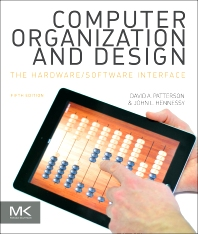 COMPUTER
ORGANIZATION
AND DESIGN
THE HARDWARE/SOFTWARE INTERFACE
FIFTH EDITION
DAVID A. PATTERSON
& JOHN L. HENNESSY
MK